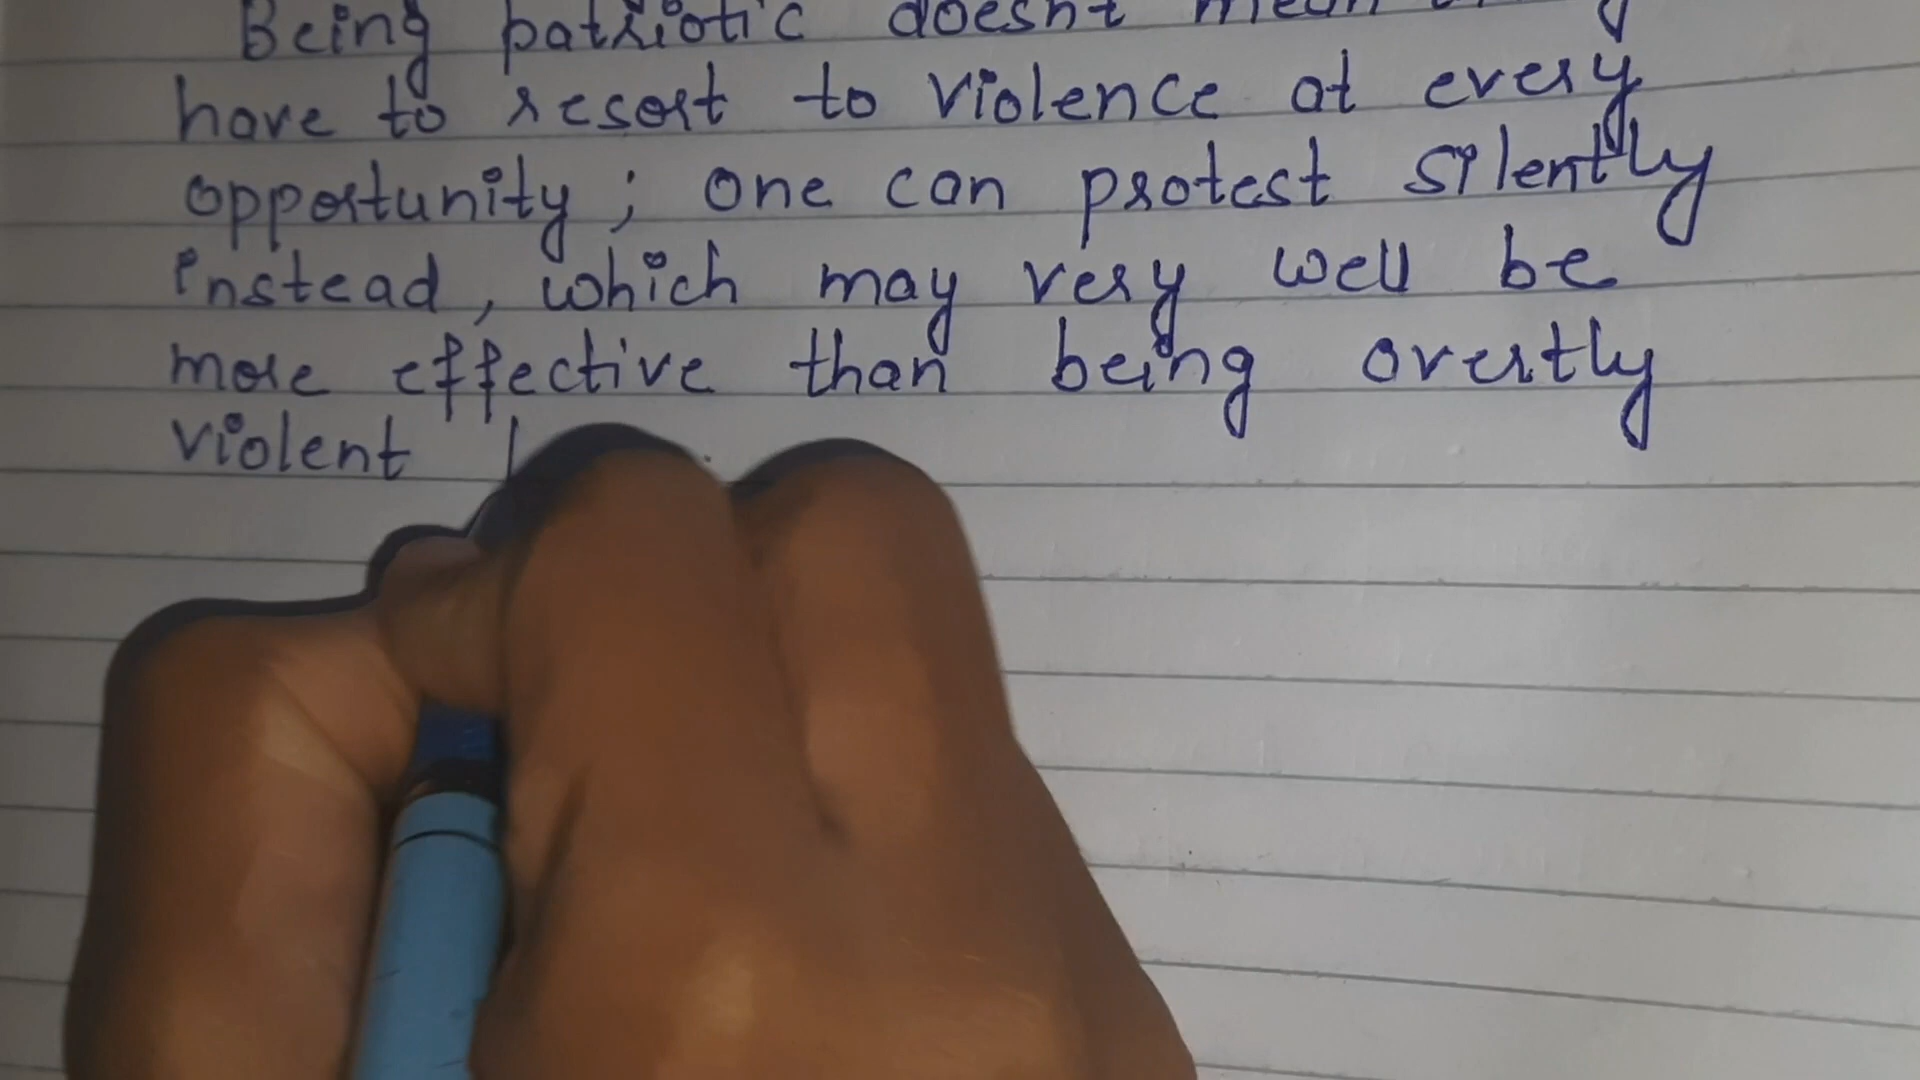 Being patriotic doesn't mean
have to resort to violence at every
opportunity; one can protest silently
instead, which may very well be
more effective than being overtly
violent